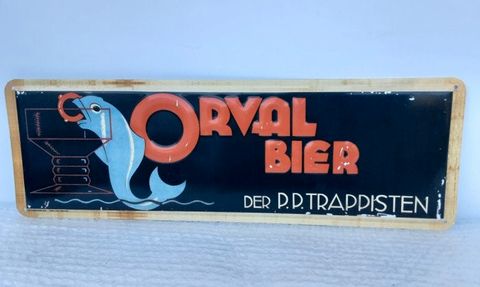 ORVAL
BIER
DER P.P. TRAPPISTEN